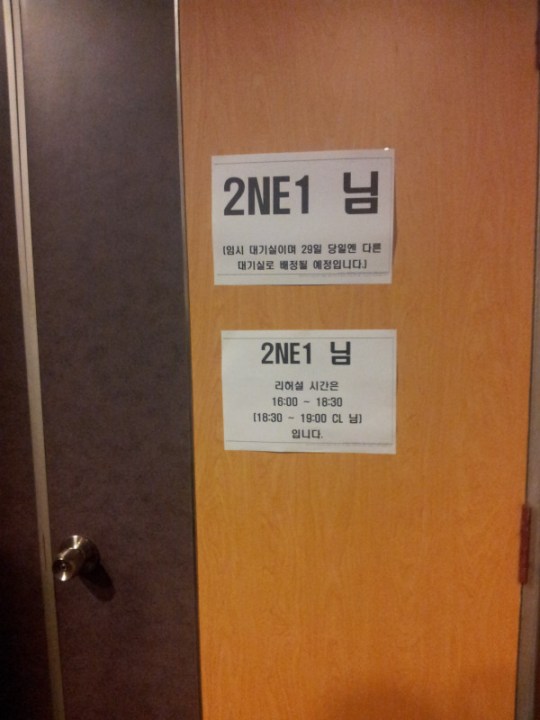 2NE1 님
(임시 대기실이며 29일 당일엔 다른
대기실로 배정될 예정입니다.)
2NE1 님
리허설 시간은
16:00 ~ 18:30
(18:30 ~ 19:00 CL 님)
입니다.